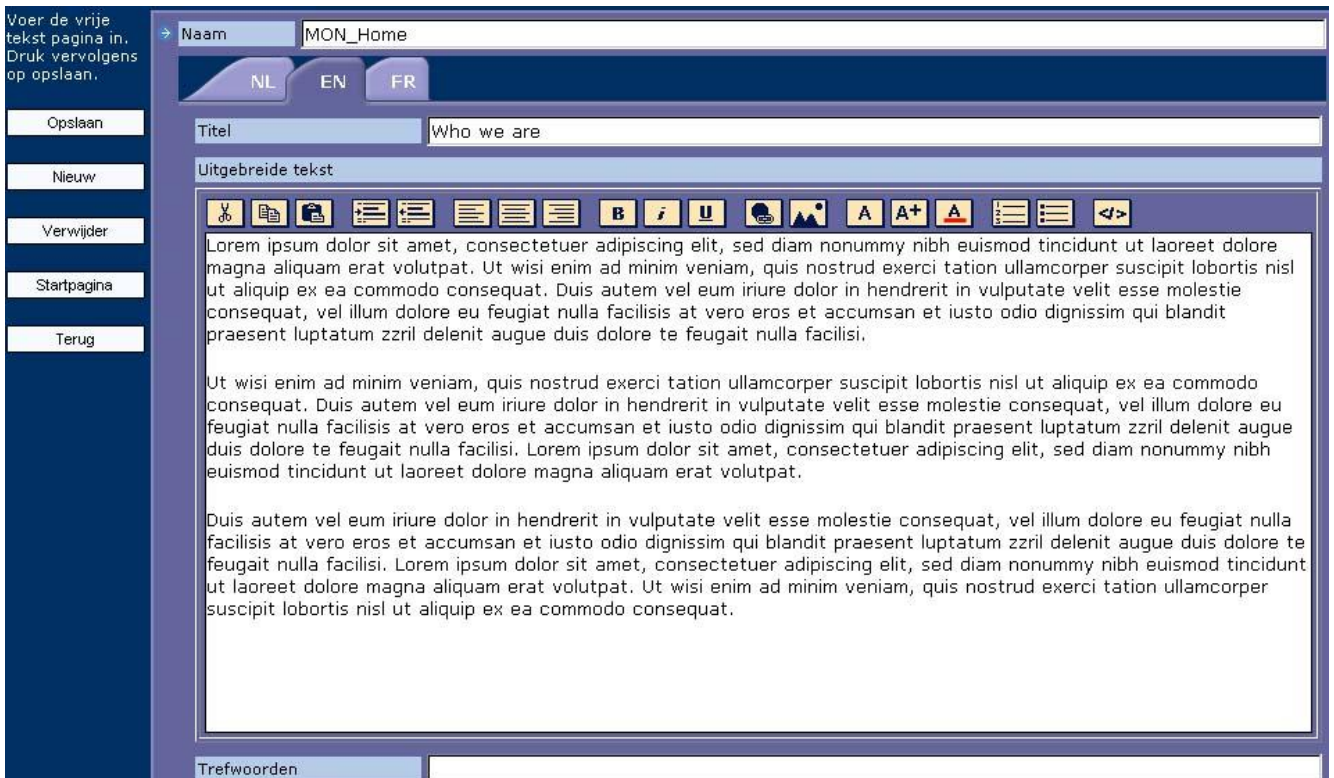 Voer de vrije
tekst pagina in.
Druk vervolgens
op opslaan.
Opslaan
Nieuw
Verwijder
Startpagina
Terug
Naam MON_Home
NL EN FR
Titel Who we are
Uitgebreide tekst
B i U A A+ A </>
Lorem ipsum dolor sit amet, consectetuer adipiscing elit, sed diam nonummy nibh euismod tincidunt ut laoreet dolore
magna aliquam erat volutpat. Ut wisi enim ad minim veniam, quis nostrud exerci tation ullamcorper suscipit lobortis nisl
ut aliquip ex ea commodo consequat. Duis autem vel eum iriure dolor in hendrerit in vulputate velit esse molestie
consequat, vel illum dolore eu feugiat nulla facilisis at vero eros et accumsan et iusto odio dignissim qui blandit
praesent luptatum zzril delenit augue duis dolore te feugait nulla facilisi.
Ut wisi enim ad minim veniam, quis nostrud exerci tation ullamcorper suscipit lobortis nisl ut aliquip ex ea commodo
consequat. Duis autem vel eum iriure dolor in hendrerit in vulputate velit esse molestie consequat, vel illum dolore eu
feugiat nulla facilisis at vero eros et accumsan et iusto odio dignissim qui blandit praesent luptatum zzril delenit augue
duis dolore te feugait nulla facilisi. Lorem ipsum dolor sit amet, consectetuer adipiscing elit, sed diam nonummy nibh
euismod tincidunt ut laoreet dolore magna aliquam erat volutpat.
Duis autem vel eum iriure dolor in hendrerit in vulputate velit esse molestie consequat, vel illum dolore eu feugiat nulla
facilisis at vero eros et accumsan et iusto odio dignissim qui blandit praesent luptatum zzril delenit augue duis dolore te
feugait nulla facilisi. Lorem ipsum dolor sit amet, consectetuer adipiscing elit, sed diam nonummy nibh euismod tincidunt
ut laoreet dolore magna aliquam erat volutpat. Ut wisi enim ad minim veniam, quis nostrud exerci tation ullamcorper
suscipit lobortis nisl ut aliquip ex ea commodo consequat.
Trefwoorden